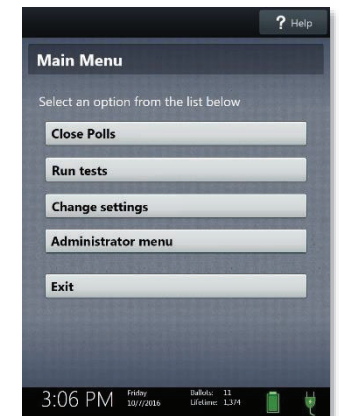 ? Help
Main Menu
Select an option from the list below
Close Polls
Run tests
Change settings
Administrator menu
Exit
3:06 PM
Friday
10/7/2016
Ballots: 11
Lifetime: 1,374